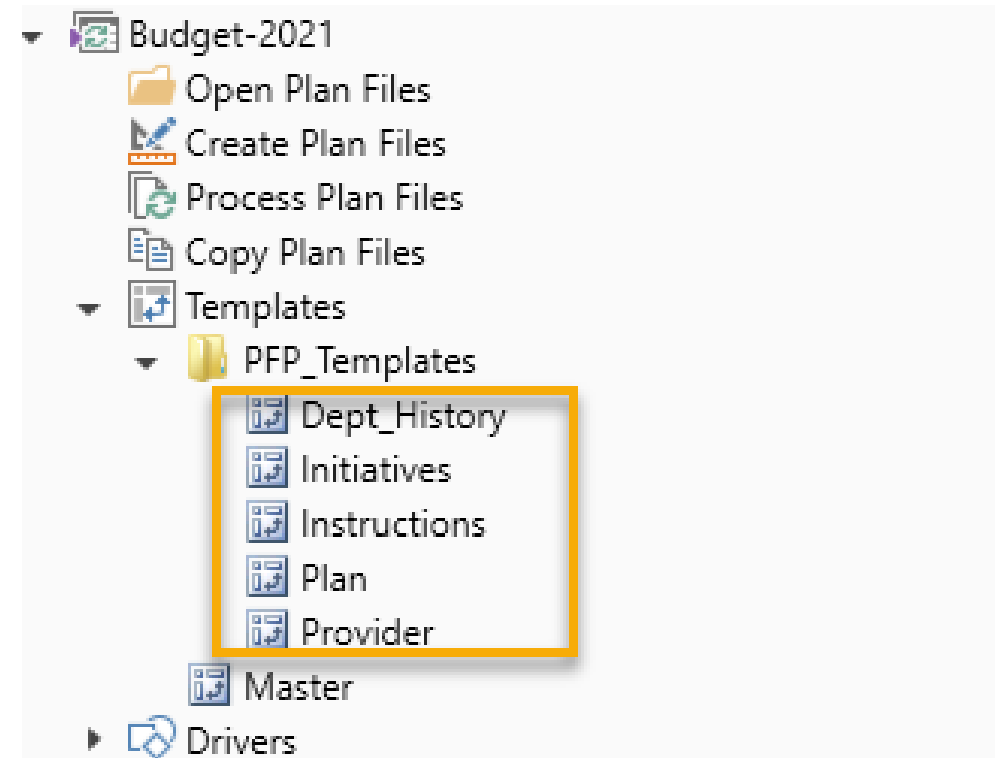 Budget-2021
Open Plan Files
Create Plan Files
Process Plan Files
Copy Plan Files
Templates
PFP_Templates
Dept_History
Initiatives
Instructions
Plan
Provider
Master
Drivers